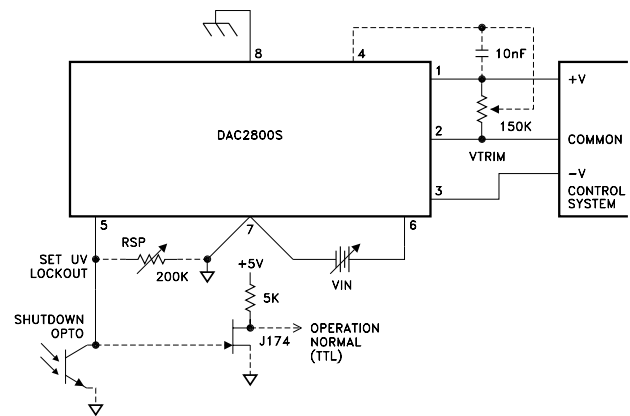 8
4
10nF
1
+V
DAC2800S
150K
2
COMMON
VTRIM
-V
3
CONTROL
SYSTEM
5
7
6
RSP
SET UV
LOCKOUT
200K
+5V
VIN
5K
SHUTDOWN
OPTO
J174
OPERATION
NORMAL
(TTL)